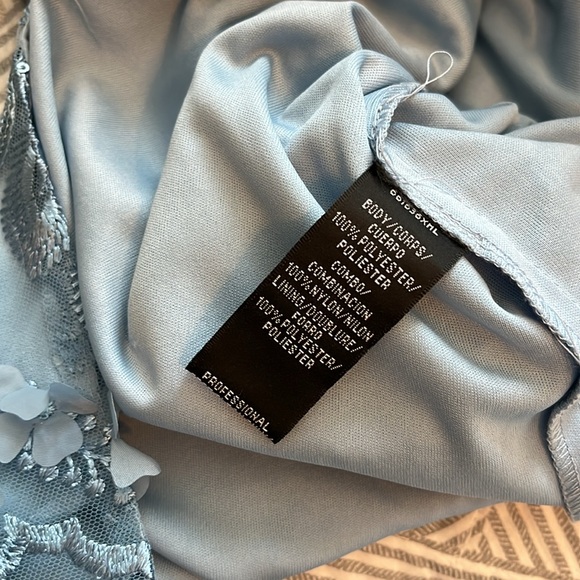 BODY/CORPS/
CUERPO
100% POLYESTER/
POLIESTER
COMBO/
COMBINACION
100% NYLON/NILON
LINING/DOUBLURE/
FORRO
100% POLYESTER/
POLIESTER
PROFESSIONAL